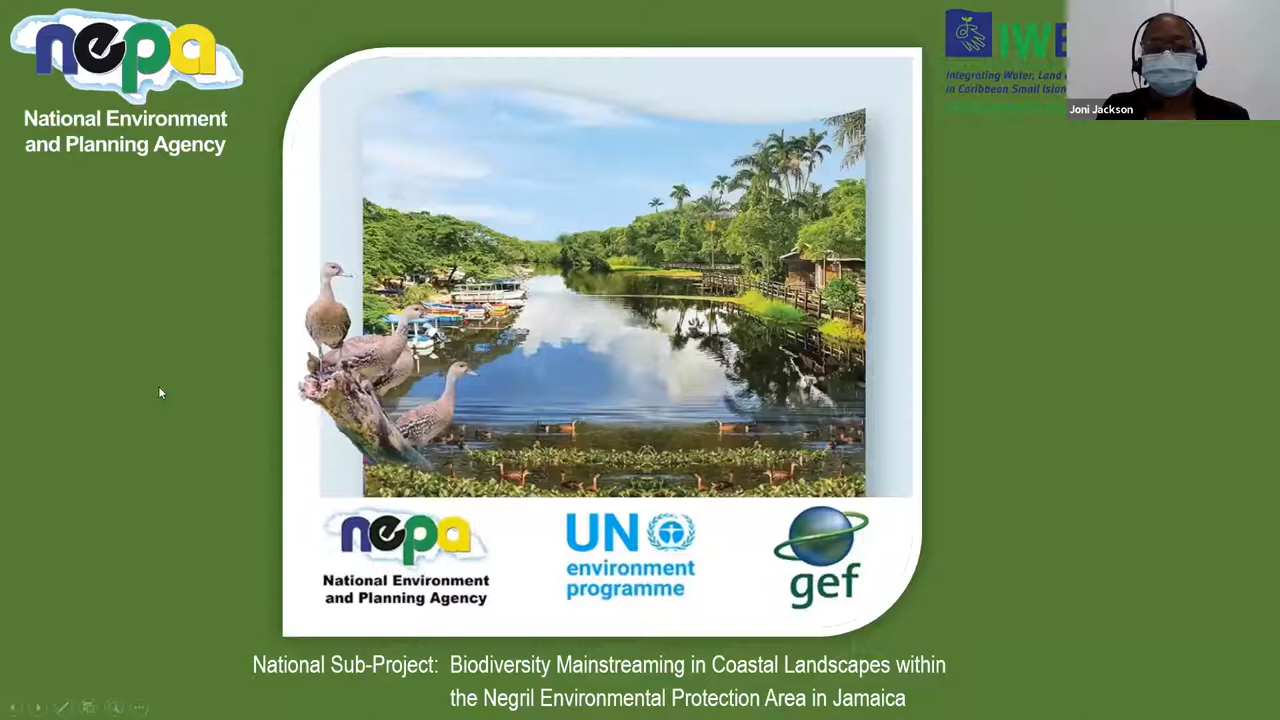 nepa
National Environment
and Planning Agency
IWE
Integrating Water, Land
in Caribbean Small Islan
Joni Jackson
nepa
National Environment
and Planning Agency
UN
environment
programme
gef
National Sub-Project: Biodiversity Mainstreaming in Coastal Landscapes within
the Negril Environmental Protection Area in Jamaica